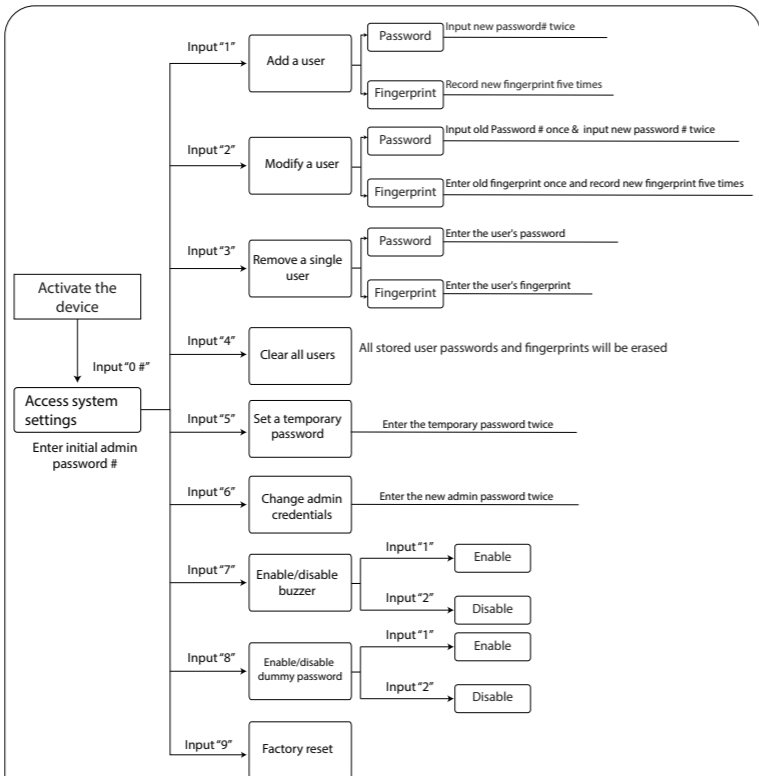 Input “1”
Add a user
Password
Input new password# twice
Fingerprint
Record new fingerprint five times
Input “2”
Modify a user
Password
Input old Password # once & input new password # twice
Fingerprint
Enter old fingerprint once and record new fingerprint five times
Input “3”
Remove a single
user
Password
Enter the user's password
Fingerprint
Enter the user's fingerprint
Activate the
device
Input “0 #”
Access system
settings
Enter initial admin
password #
Input “4”
Clear all users
All stored user passwords and fingerprints will be erased
Input “5”
Set a temporary
password
Enter the temporary password twice
Input “6”
Change admin
credentials
Enter the new admin password twice
Input “7”
Enable/disable
buzzer
Input “1”
Enable
Input “2”
Disable
Input “8”
Enable/disable
dummy password
Input “1”
Enable
Input “2”
Disable
Input “9”
Factory reset